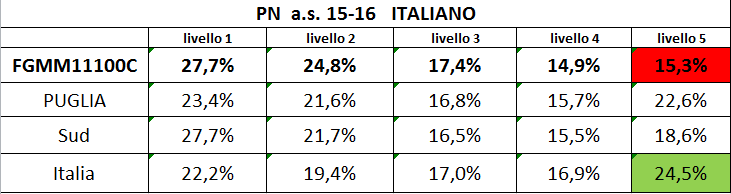 PN a.s. 15-16 ITALIANO
livello 1 livello 2 livello 3 livello 4 livello 5
FGMM11100C 27,7% 24,8% 17,4% 14,9% 15,3%
PUGLIA 23,4% 21,6% 16,8% 15,7% 22,6%
Sud 27,7% 21,7% 16,5% 15,5% 18,6%
Italia 22,2% 19,4% 17,0% 16,9% 24,5%